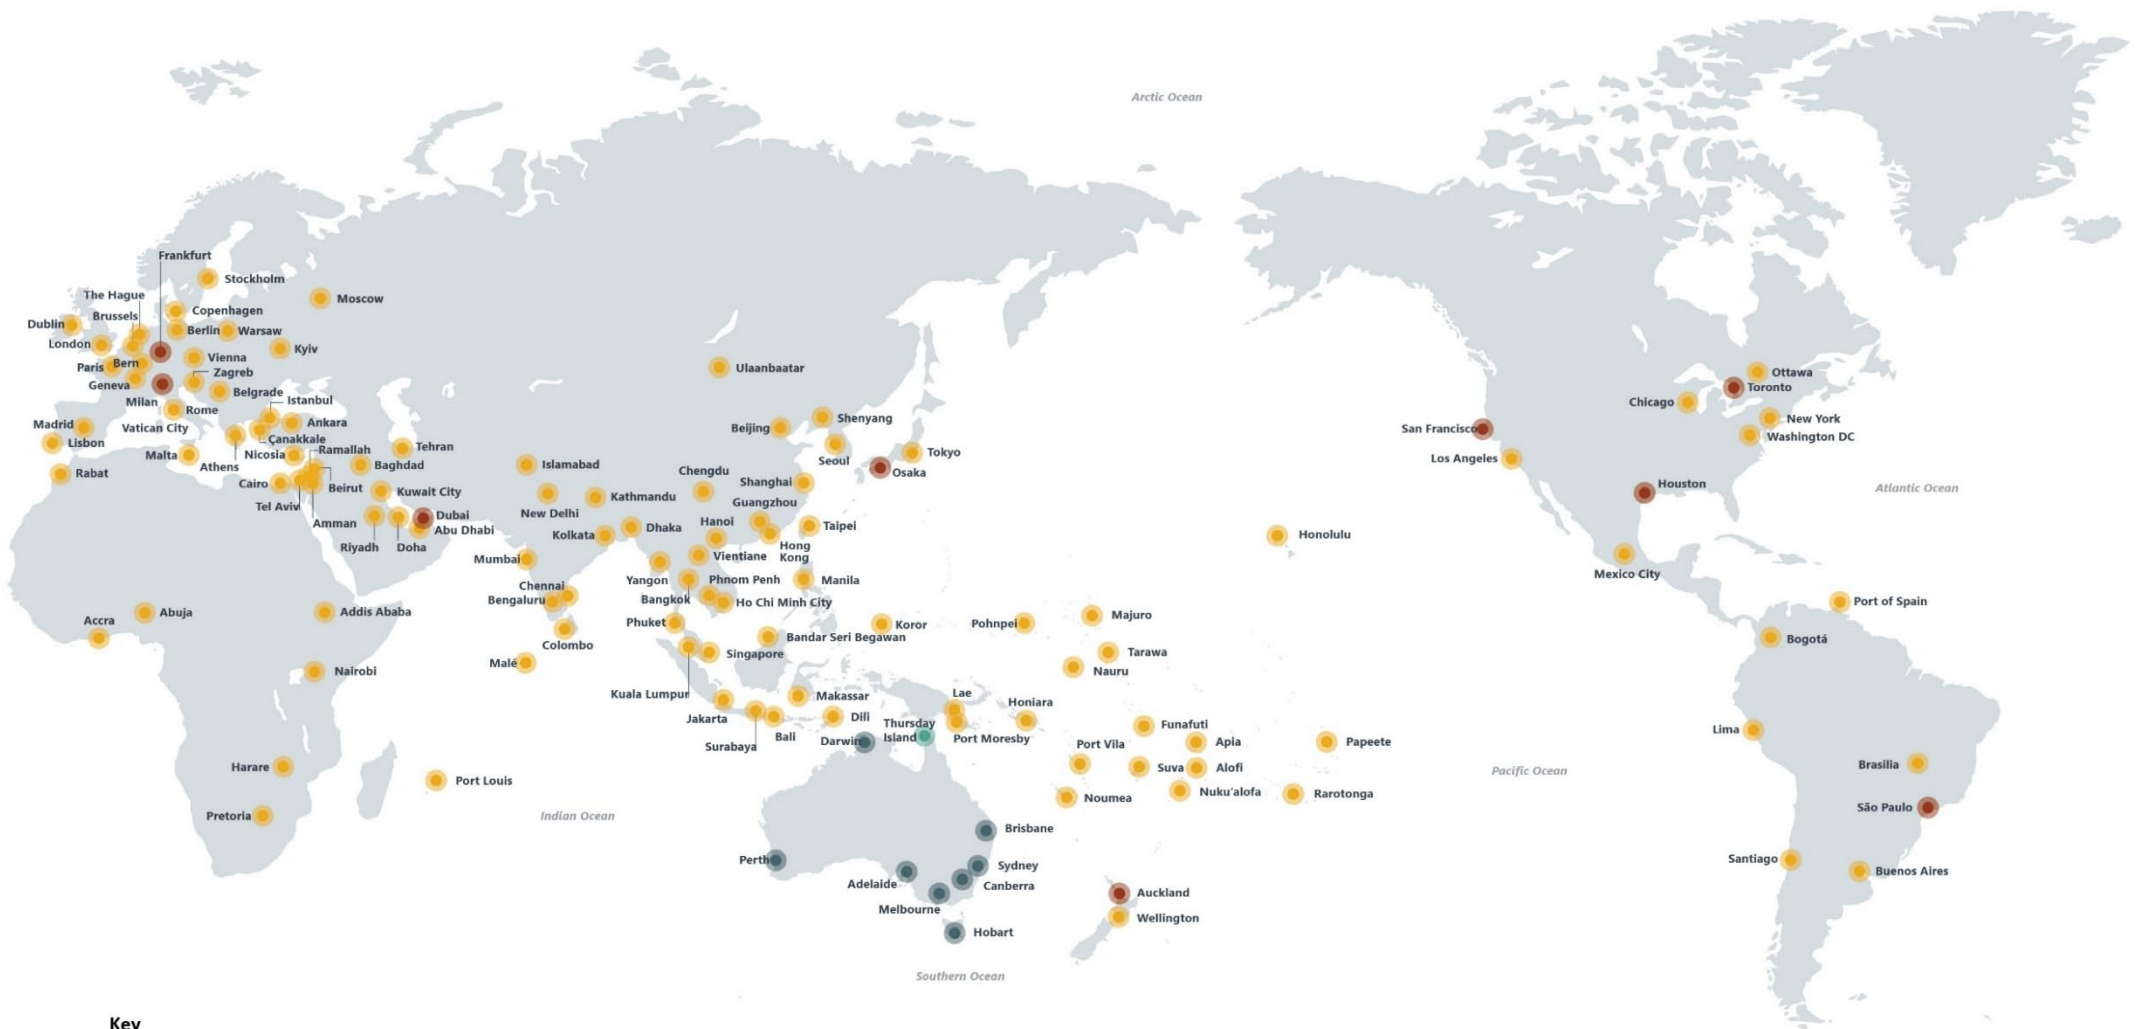 Arctic Ocean
Frankfurt
Stockholm
The Hague
Moscow
Brussels
Copenhagen
Dublin
Berlin
Warsaw
London
Kyiv
Paris
Bern
Vienna
Geneva
Zagreb
Belgrade
Milan
Istanbul
Rome
Madrid
Vatican City
Ankara
Lisbon
Çanakkale
Malta
Athens
Nicosia
Ramallah
Tehran
Rabat
Baghdad
Cairo
Beirut
Kuwait City
Tel Aviv
Amman
Dubai
Abu Dhabi
Riyadh
Doha
Ulaanbaatar
Beijing
Shenyang
Seoul
Tokyo
Osaka
Islamabad
Chengdu
Shanghai
New Delhi
Kathmandu
Guangzhou
Kolkata
Dhaka
Hanoi
Taipei
Hong
Kong
Mumbai
Vientiane
Yangon
Phnom Penh
Manila
Chennai
Bengaluru
Bangkok
Ho Chi Minh City
Phuket
Colombo
Bandar Seri Begawan
Koror
Malé
Singapore
Kuala Lumpur
Makassar
Jakarta
Dili
Surabaya
Bali
Accra
Abuja
Addis Ababa
Nairobi
Harare
Port Louis
Pretoria
Indian Ocean
Honolulu
Pohnpei
Majuro
Tarawa
Nauru
Lae
Honiara
Thursday
Island
Port Moresby
Darwin
Funafuti
Port Vila
Apia
Papeete
Suva
Alofi
Noumea
Nuku'alofa
Rarotonga
Pacific Ocean
Brisbane
Perth
Sydney
Adelaide
Canberra
Melbourne
Auckland
Wellington
Hobart
Southern Ocean
Ottawa
Toronto
Chicago
New York
Washington DC
San Francisco
Los Angeles
Houston
Atlantic Ocean
Mexico City
Port of Spain
Bogotá
Lima
Brasilia
São Paulo
Santiago
Buenos Aires
Key